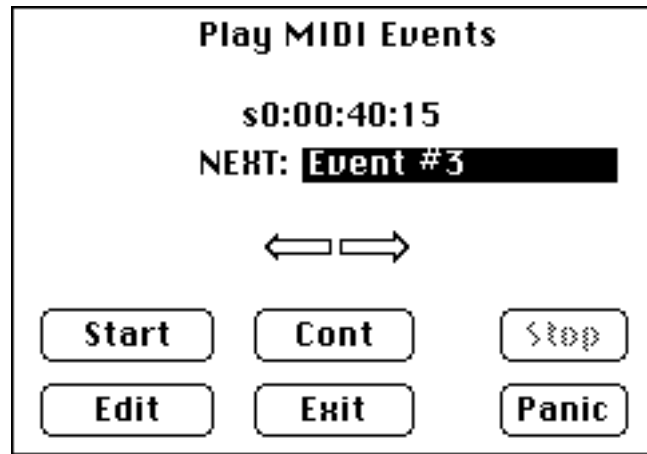 Play MIDI Events
s0:00:40:15
NEXT: Event #3
Start Cont Stop
Edit Exit Panic